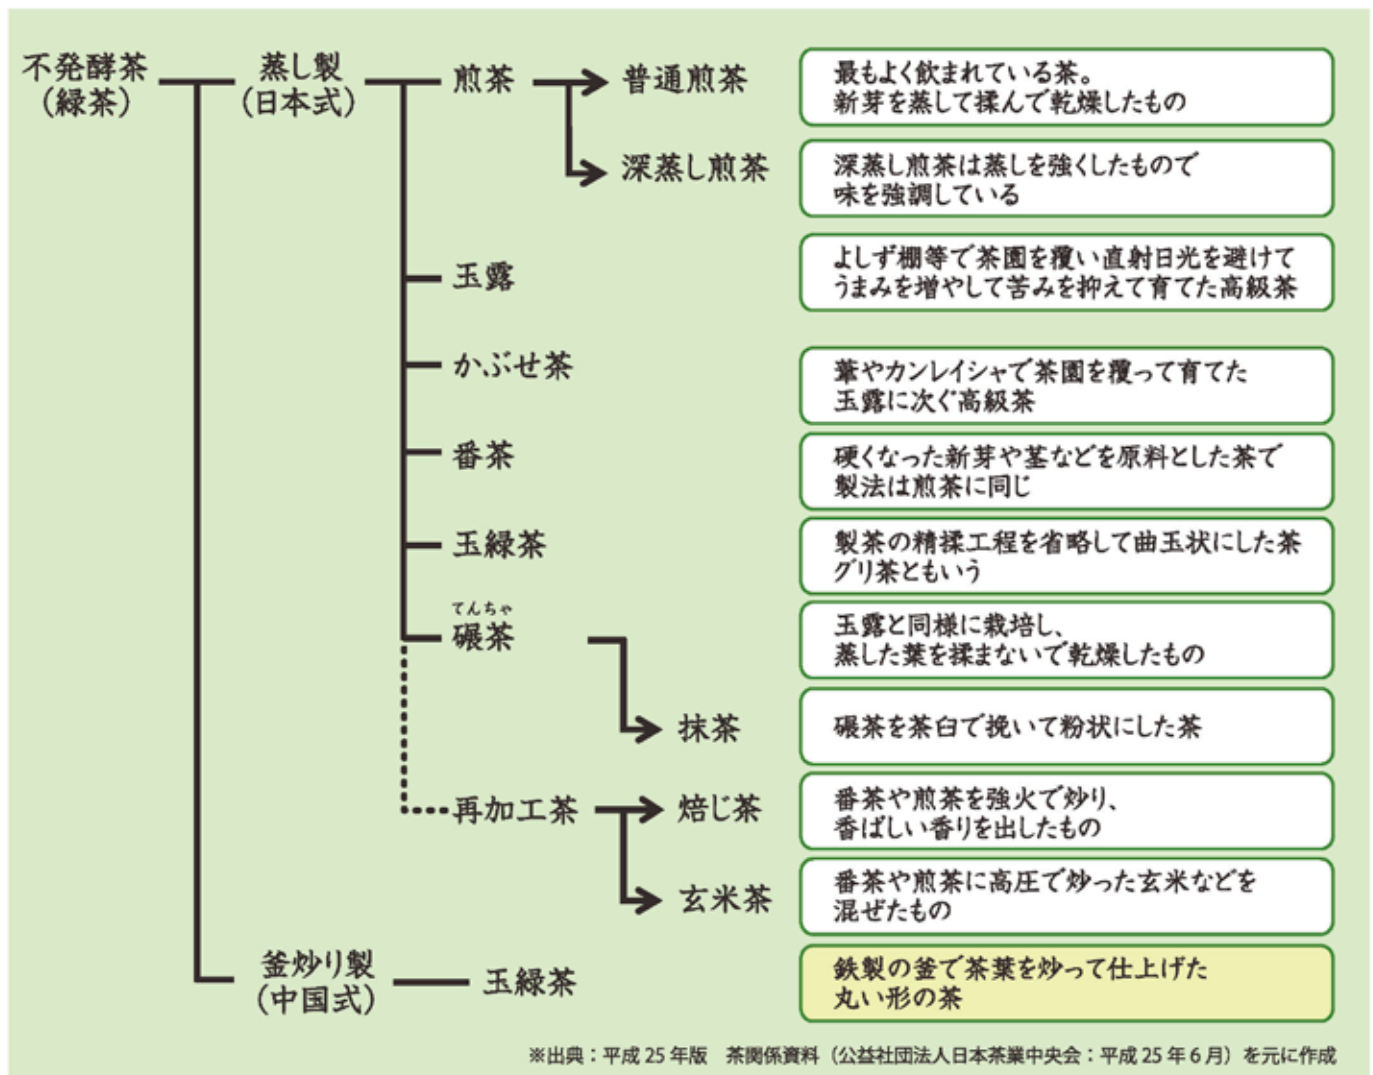 不発酵茶
（緑茶）
蒸し製
（日本式）
煎茶
普通煎茶
最もよく飲まれている茶。
新芽を蒸して揉んで乾燥したもの
深蒸し煎茶
深蒸し煎茶は蒸しを強くしたもので
味を強調している
玉露
よしず棚等で茶園を覆い直射日光を避けて
うまみを増やして苦みを抑えて育てた高級茶
かぶせ茶
藁やカンレイシャで茶園を覆って育てた
玉露に次ぐ高級茶
番茶
硬くなった新芽や茎などを原料とした茶で
製法は煎茶に同じ
玉緑茶
製茶の精揉工程を省略して曲玉状にした茶
グリ茶ともいう
てんちゃ
碾茶
玉露と同様に栽培し、
蒸した葉を揉まないで乾燥したもの
抹茶
碾茶を茶臼で挽いて粉状にした茶
再加工茶
焙じ茶
番茶や煎茶を強火で炒り、
香ばしい香りを出したもの
玄米茶
番茶や煎茶に高圧で炒った玄米などを
混ぜたもの
釜炒り製
（中国式）
玉緑茶
鉄製の釜で茶葉を炒って仕上げた
丸い形の茶
※出典：平成25年版　茶関係資料（公益社団法人日本茶業中央会：平成25年6月）を元に作成